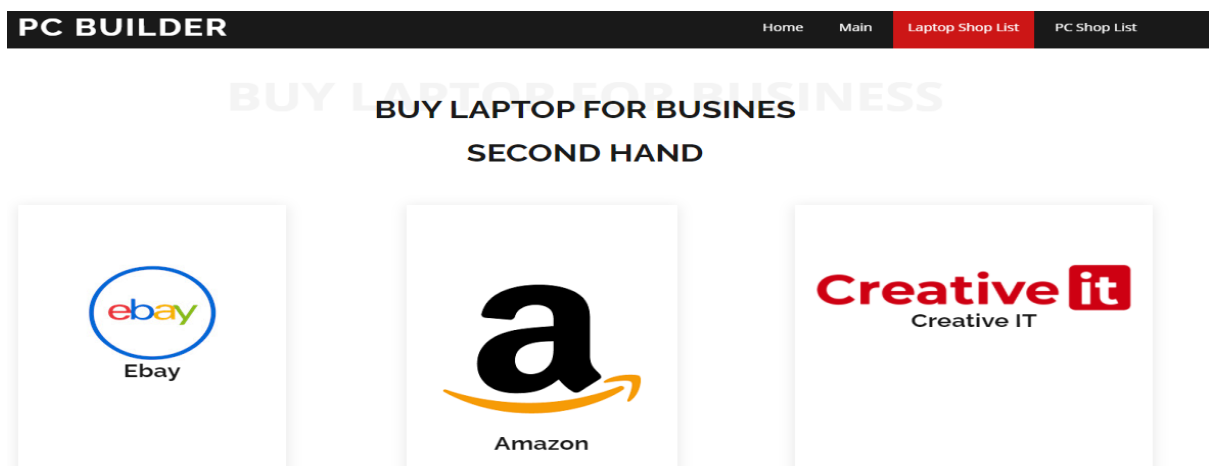 PC BUILDER
Home Main Laptop Shop List PC Shop List
BUY LAPTOP FOR BUSINESS
BUY LAPTOP FOR BUSINES
SECOND HAND
ebay
Ebay
a
Amazon
Creative it
Creative IT